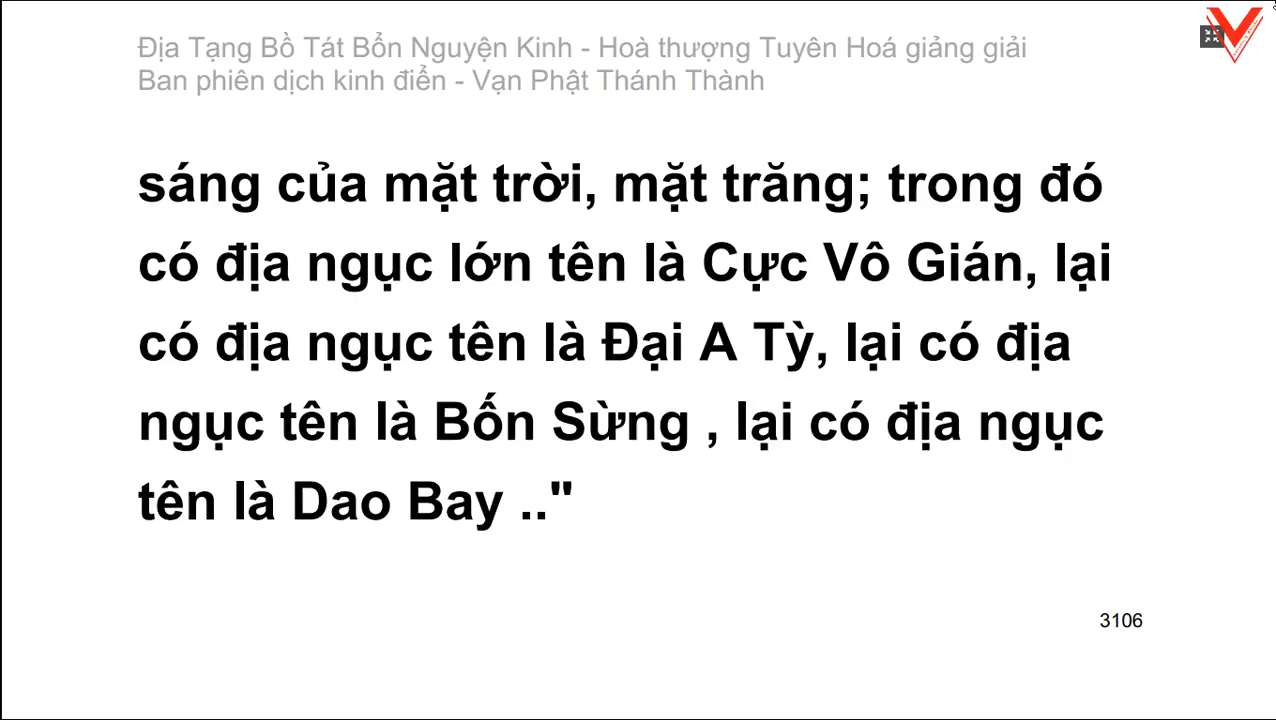 Địa Tạng Bồ Tát Bổn Nguyện Kinh - Hoà thượng Tuyên Hoá giảng giải
Ban phiên dịch kinh điển - Vạn Phật Thánh Thành
sáng của mặt trời, mặt trăng; trong đó
có địa ngục lớn tên là Cực Vô Gián, lại
có địa ngục tên là Đại A Tỳ, lại có địa
ngục tên là Bốn Sừng , lại có địa ngục
tên là Dao Bay .."
3106